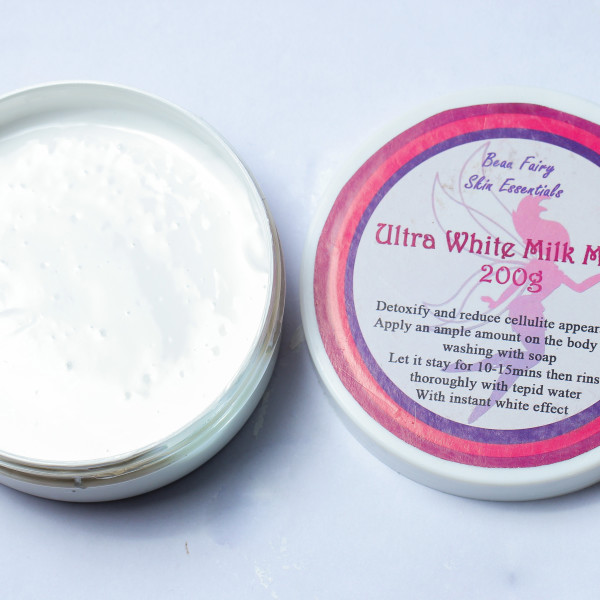 Beau Fairy
Skin Essentials
Ultra White Milk M
200g
Detoxify and reduce cellulite appear
Apply an ample amount on the body
washing with soap
Let it stay for 10-15mins then rins
thoroughly with tepid water
With instant white effect